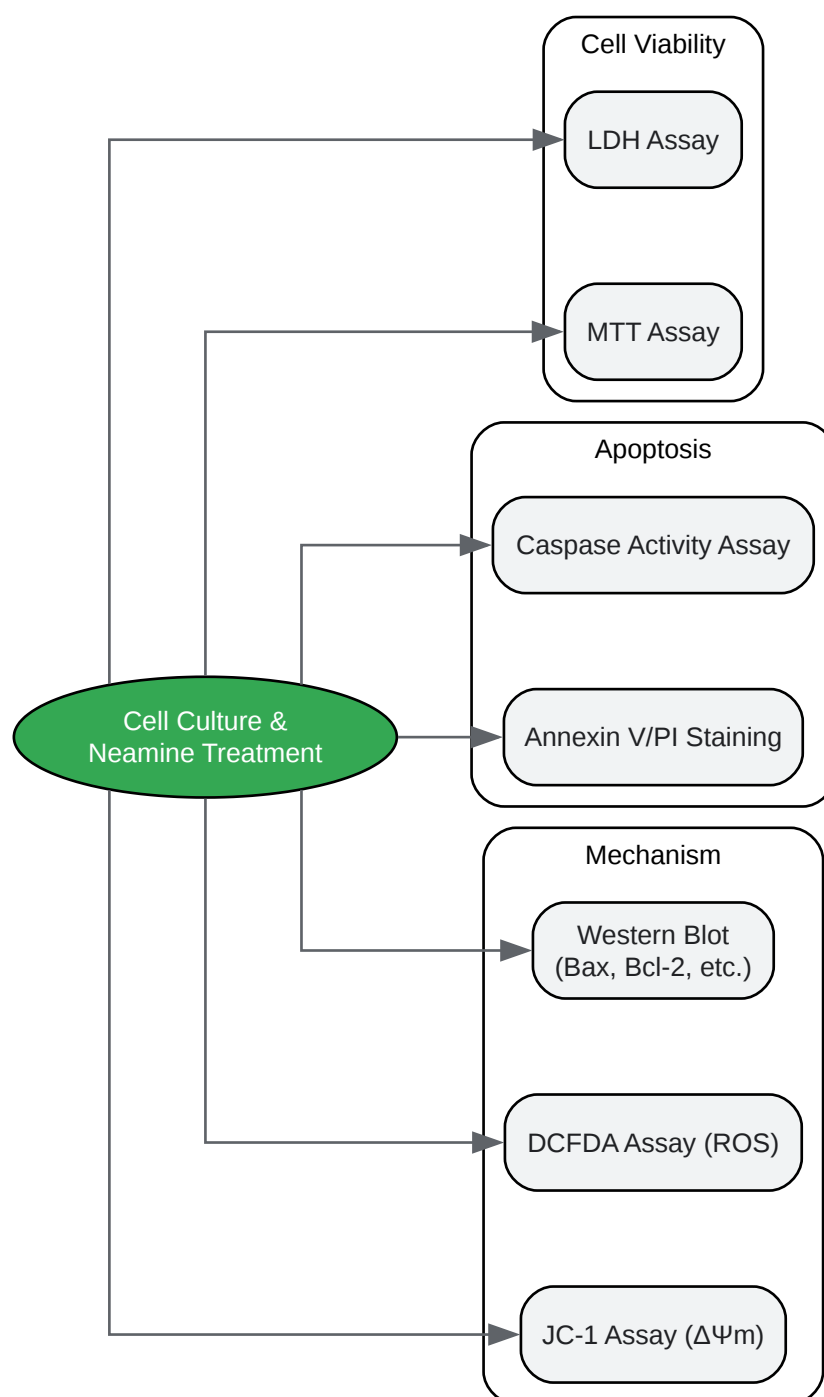 Cell Viability
LDH Assay
MTT Assay
Apoptosis
Caspase Activity Assay
Cell Culture &
Neamine Treatment
Annexin V/PI Staining
Mechanism
Western Blot
(Bax, Bcl-2, etc.)
DCFDA Assay (ROS)
JC-1 Assay (ΔΨm)